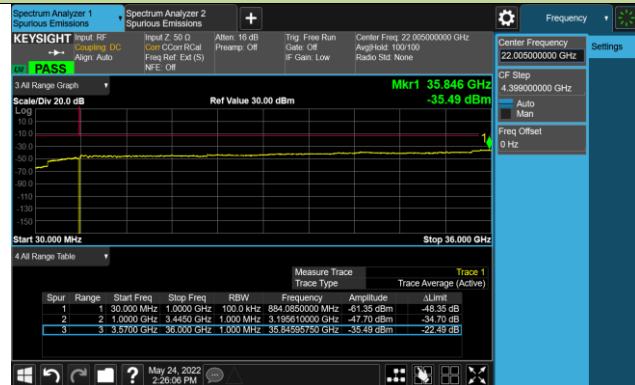 Spectrum Analyzer 1
Spurious Emissions
Spectrum Analyzer 2
Spurious Emissions
Frequency
KEYSIGHT
Input: RF
Coupling: DC
Align: Auto
Input Z: 50 Ω
Corr CCorr RCal
Freq Ref: Ext (S)
NFE: Off
Atten: 16 dB
Preamp: Off
Trig: Free Run
Gate: Off
IF Gain: Low
Center Freq: 22.005000000 GHz
Avg|Hold: 100/100
Radio Std: None
PASS
Center Frequency
22.005000000 GHz
Settings
CF Step
4.399000000 GHz
Auto
Man
Freq Offset
0 Hz
3 All Range Graph
Mkr1 35.846 GHz
Scale/Div 20.0 dB
Ref Value 30.00 dBm
-35.49 dBm
Log
10.0
-10.0
-30.0
-50.0
-70.0
-90.0
-110
-130
-150
1
Start 30.000 MHz
Stop 36.000 GHz
4 All Range Table
Measure Trace Trace 1
Trace Type Trace Average (Active)
Spur Range Start Freq Stop Freq RBW Frequency Amplitude ΔLimit
1 1 30.000 MHz 1.0000 GHz 100.0 kHz 884.0850000 MHz -61.35 dBm -48.35 dB
2 2 1.0000 GHz 3.4450 GHz 1.000 MHz 3.195610000 GHz -47.70 dBm -34.70 dB
3 3 3.5700 GHz 36.000 GHz 1.000 MHz 35.84595750 GHz -35.49 dBm -22.49 dB
May 24, 2022
2:26:06 PM